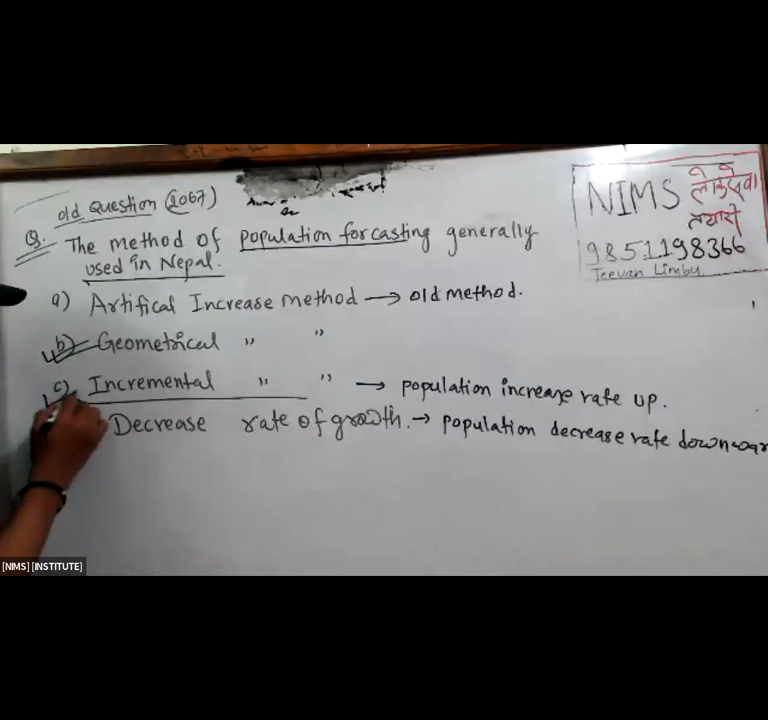 old Question (2067)
Q. The method of population forcasting generally
used in Nepal.
a) Artifical Increase method → old method.
b) Geometrical " "
c) Incremental " " → population increase rate up.
Decrease rate of growth. → population decrease rate downwar
NIMS लोकसेवा
तयारी
9851198366
Jeevan Limbu
[NIMS] [INSTITUTE]